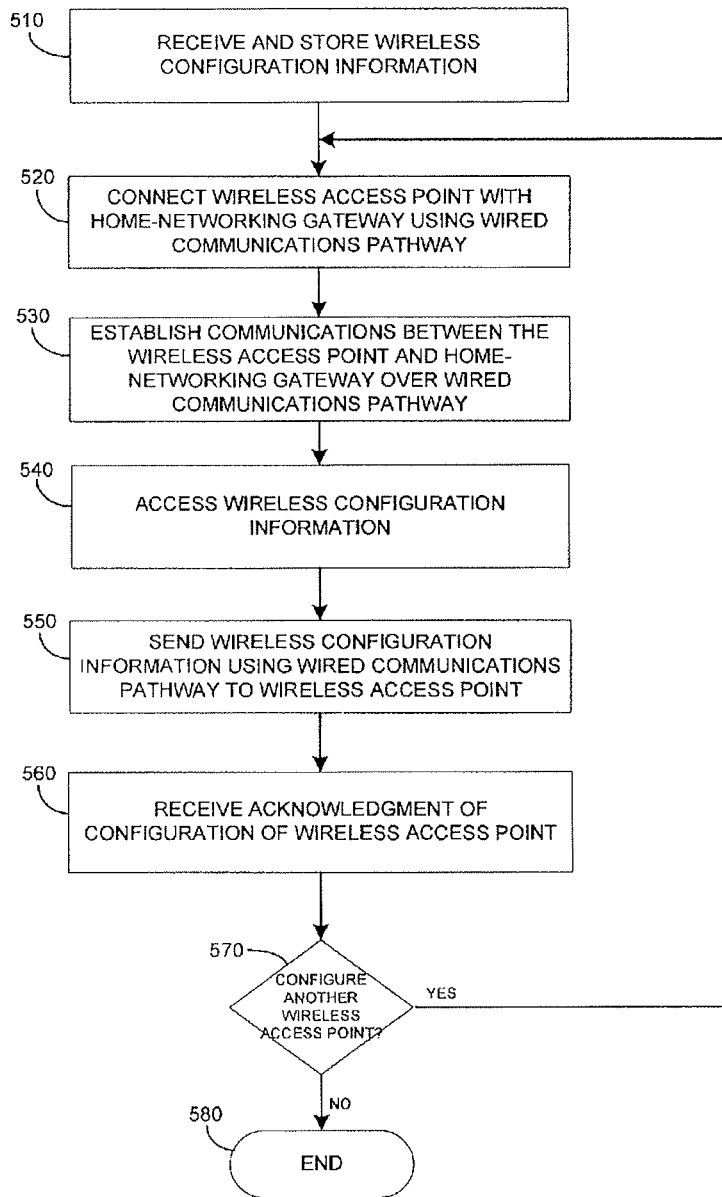 510
RECEIVE AND STORE WIRELESS
CONFIGURATION INFORMATION
520
CONNECT WIRELESS ACCESS POINT WITH
HOME-NETWORKING GATEWAY USING WIRED
COMMUNICATIONS PATHWAY
530
ESTABLISH COMMUNICATIONS BETWEEN THE
WIRELESS ACCESS POINT AND HOME-
NETWORKING GATEWAY OVER WIRED
COMMUNICATIONS PATHWAY
540
ACCESS WIRELESS CONFIGURATION
INFORMATION
550
SEND WIRELESS CONFIGURATION
INFORMATION USING WIRED COMMUNICATIONS
PATHWAY TO WIRELESS ACCESS POINT
560
RECEIVE ACKNOWLEDGMENT OF
CONFIGURATION OF WIRELESS ACCESS POINT
570
CONFIGURE
ANOTHER
WIRELESS
ACCESS POINT?
YES
NO
580
END